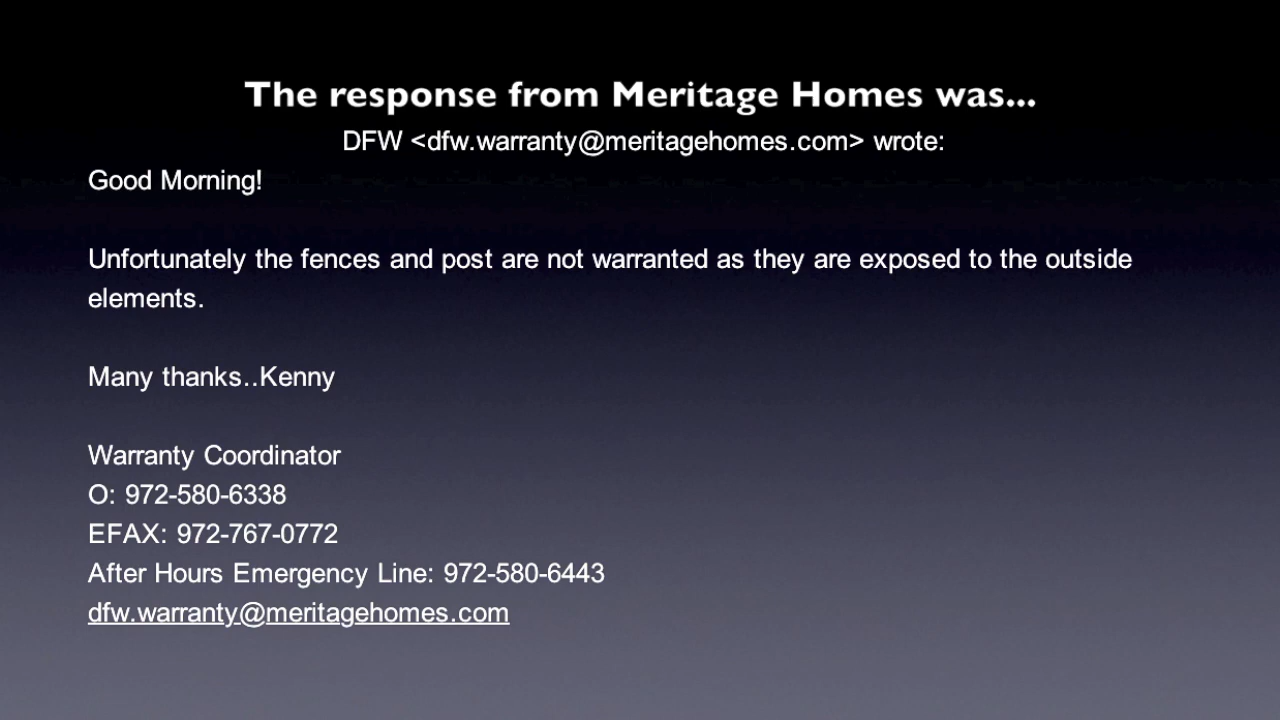 The response from Meritage Homes was...
DFW <dfw.warranty@meritagehomes.com> wrote:
Good Morning!
Unfortunately the fences and post are not warranted as they are exposed to the outside
elements.
Many thanks..Kenny
Warranty Coordinator
O: 972-580-6338
EFAX: 972-767-0772
After Hours Emergency Line: 972-580-6443
dfw.warranty@meritagehomes.com